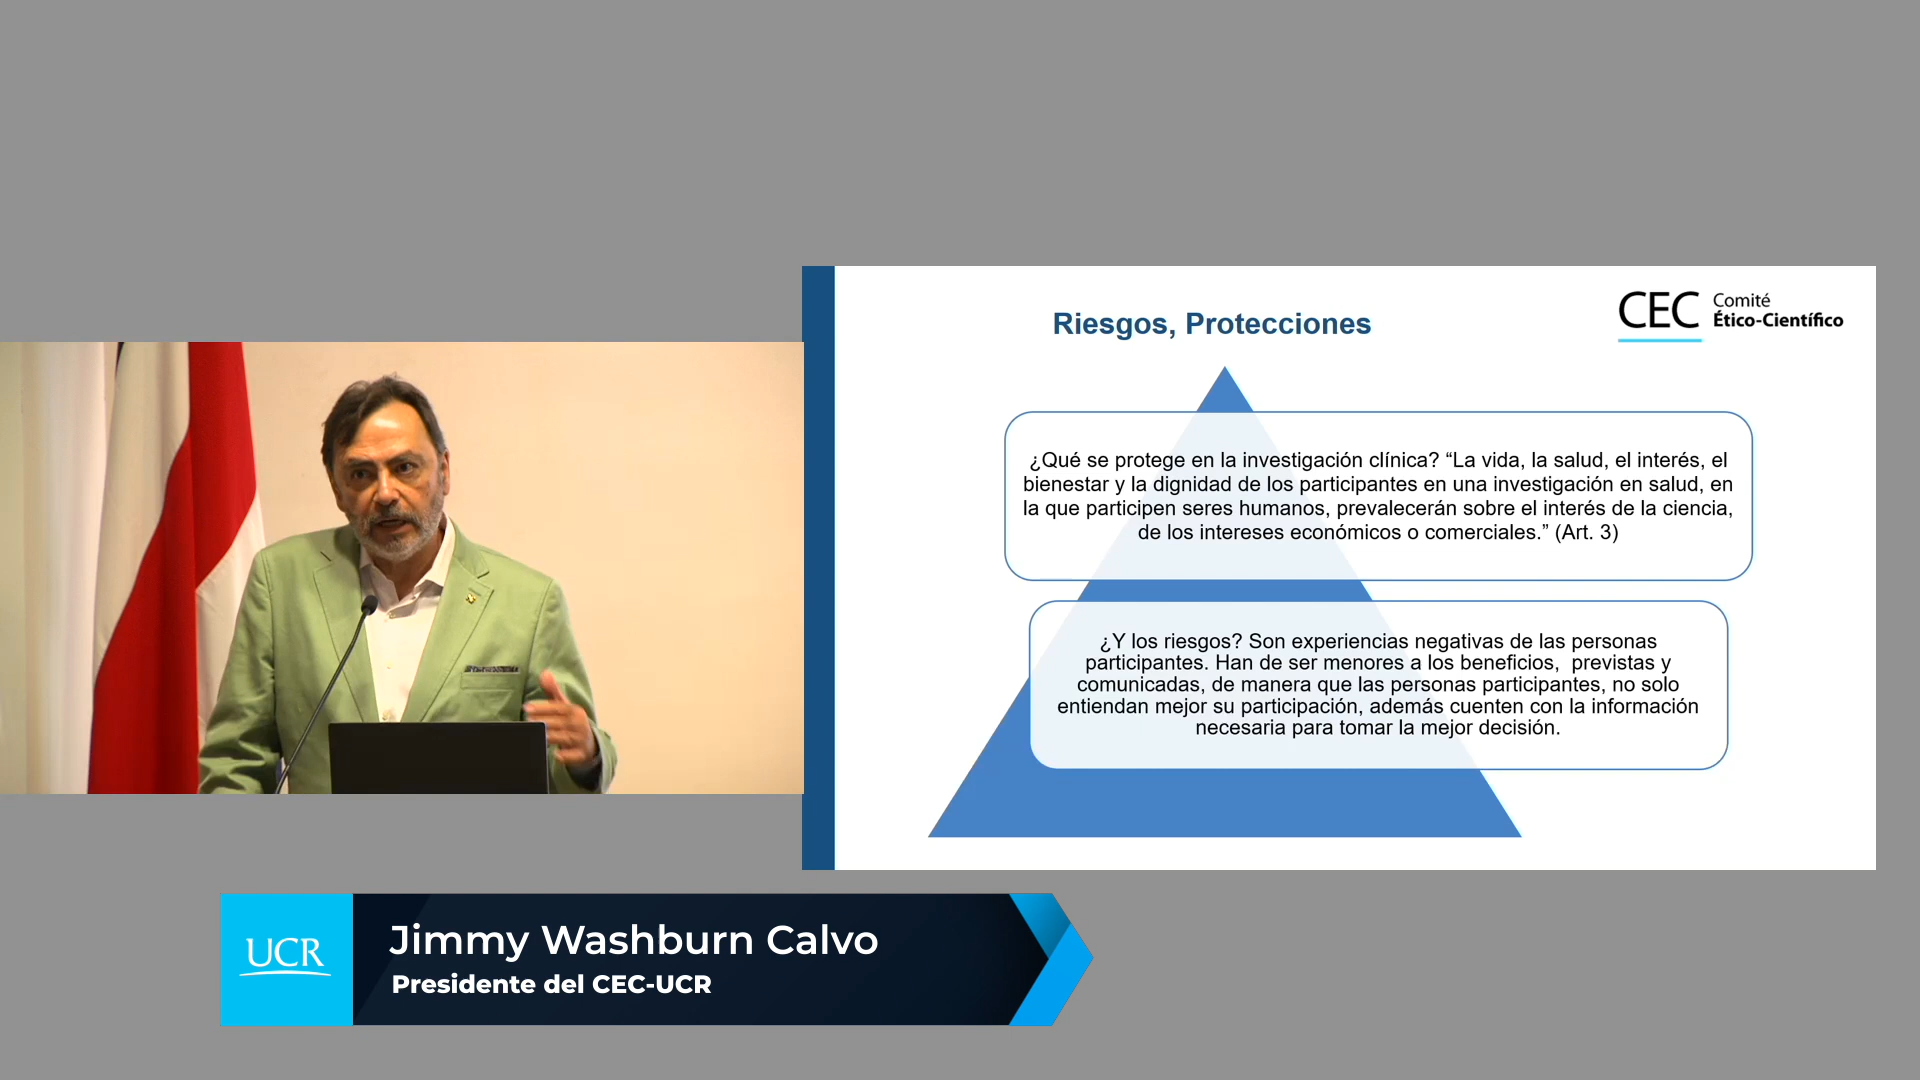 Riesgos, Protecciones
CEC
Comité
Ético-Científico
¿Qué se protege en la investigación clínica? “La vida, la salud, el interés, el
bienestar y la dignidad de los participantes en una investigación en salud, en
la que participen seres humanos, prevalecerán sobre el interés de la ciencia,
de los intereses económicos o comerciales.” (Art. 3)
¿Y los riesgos? Son experiencias negativas de las personas
participantes. Han de ser menores a los beneficios,  previstas y
comunicadas, de manera que las personas participantes, no solo
entiendan mejor su participación, además cuenten con la información
necesaria para tomar la mejor decisión.
UCR
Jimmy Washburn Calvo
Presidente del CEC-UCR